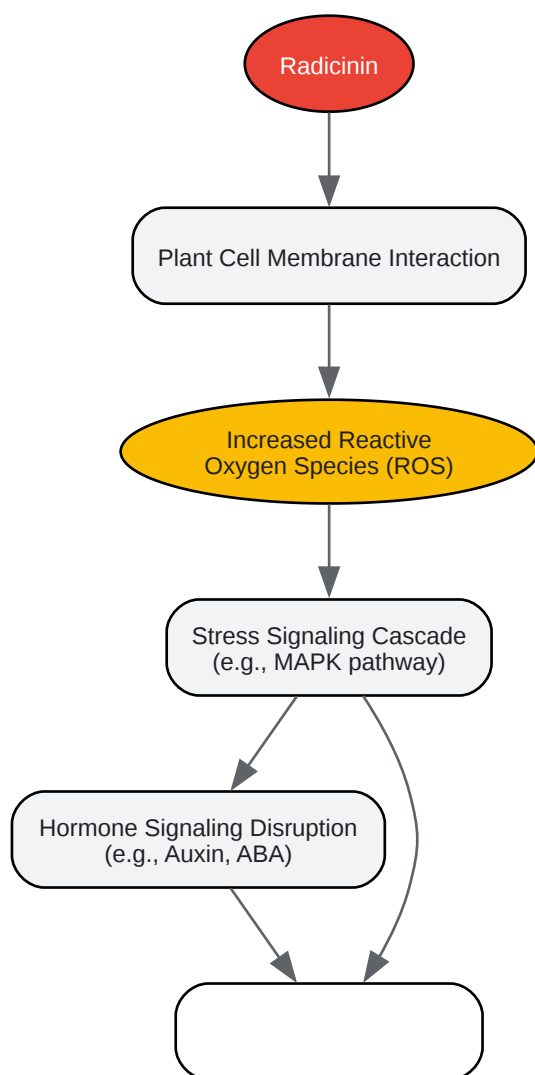 Radicinin
Plant Cell Membrane Interaction
Increased Reactive
Oxygen Species (ROS)
Stress Signaling Cascade
(e.g., MAPK pathway)
Hormone Signaling Disruption
(e.g., Auxin, ABA)